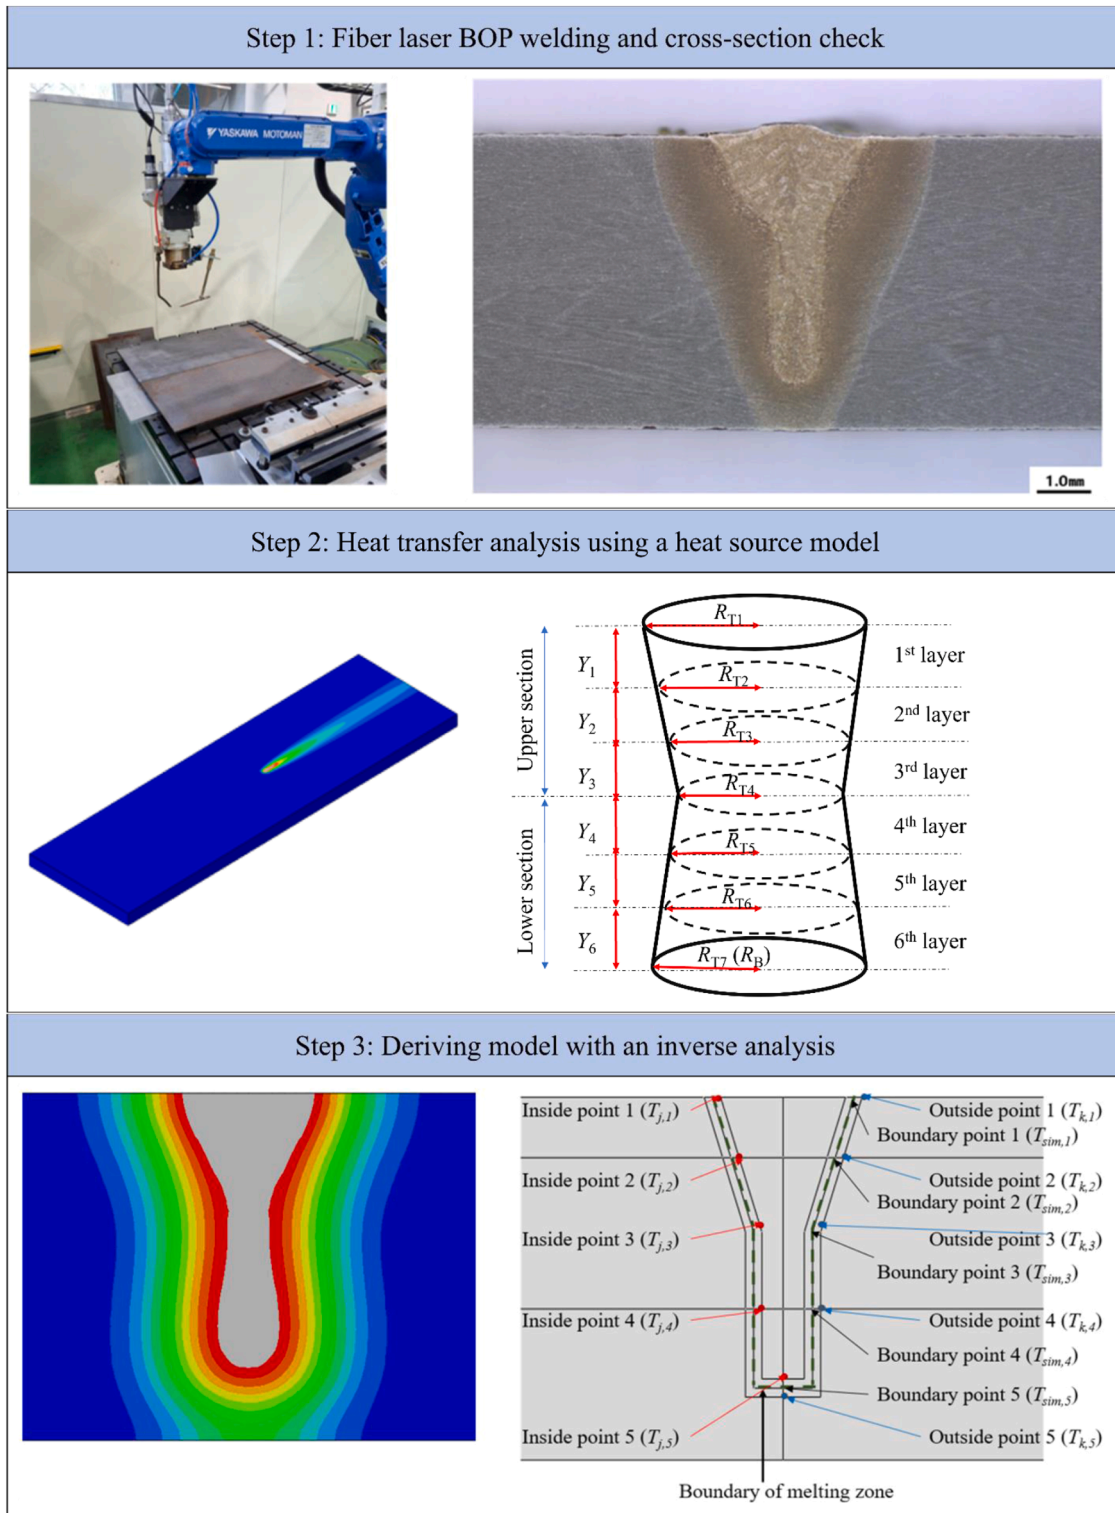 Step 1: Fiber laser BOP welding and cross-section check
YASKAWA MOTOMAN
1.0mm
Step 2: Heat transfer analysis using a heat source model
Upper section
Lower section
Y1
Y2
Y3
Y4
Y5
Y6
RT1
RT2
RT3
RT4
RT5
RT6
RT7 (RB)
1st layer
2nd layer
3rd layer
4th layer
5th layer
6th layer
Step 3: Deriving model with an inverse analysis
Inside point 1 (Tj,1)
Inside point 2 (Tj,2)
Inside point 3 (Tj,3)
Inside point 4 (Tj,4)
Inside point 5 (Tj,5)
Outside point 1 (Tk,1)
Boundary point 1 (Tsim,1)
Outside point 2 (Tk,2)
Boundary point 2 (Tsim,2)
Outside point 3 (Tk,3)
Boundary point 3 (Tsim,3)
Outside point 4 (Tk,4)
Boundary point 4 (Tsim,4)
Boundary point 5 (Tsim,5)
Outside point 5 (Tk,5)
Boundary of melting zone